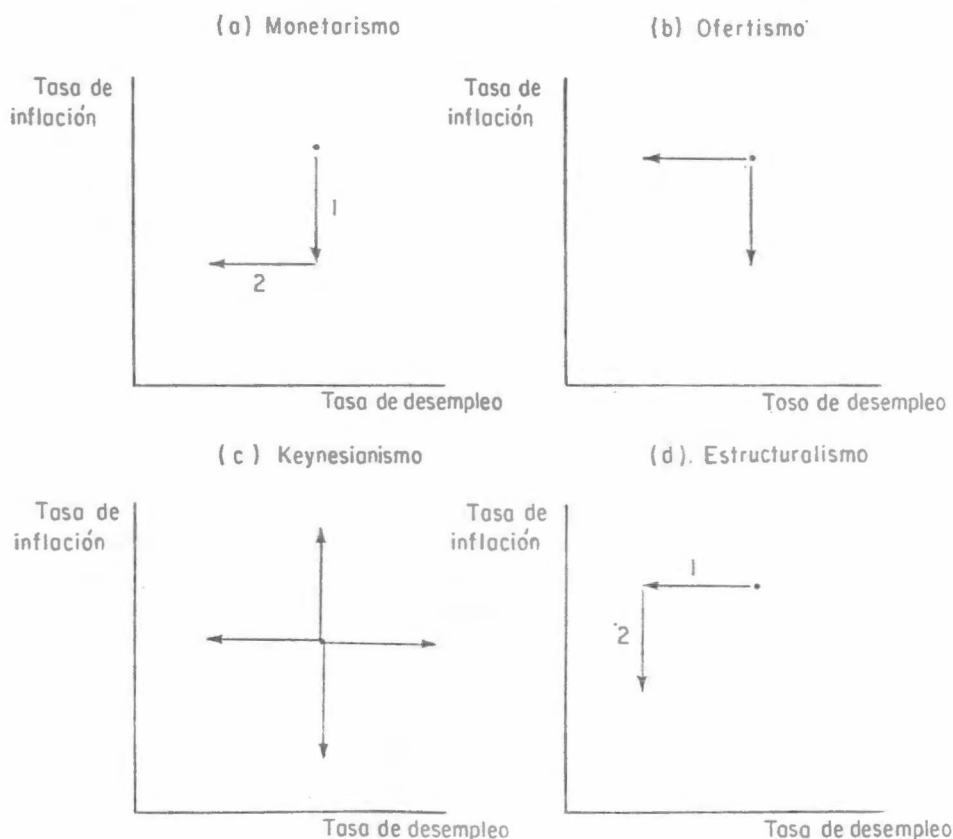 (a) Monetarismo
Tasa de
inflación
1
2
Tasa de desempleo
(b) Ofertismo
Tasa de
inflación
Toso de desempleo
(c) Keynesianismo
Tasa de
inflación
Tasa de desempleo
(d). Estructuralismo
Tasa de
inflación
1
2
Tasa de desempleo